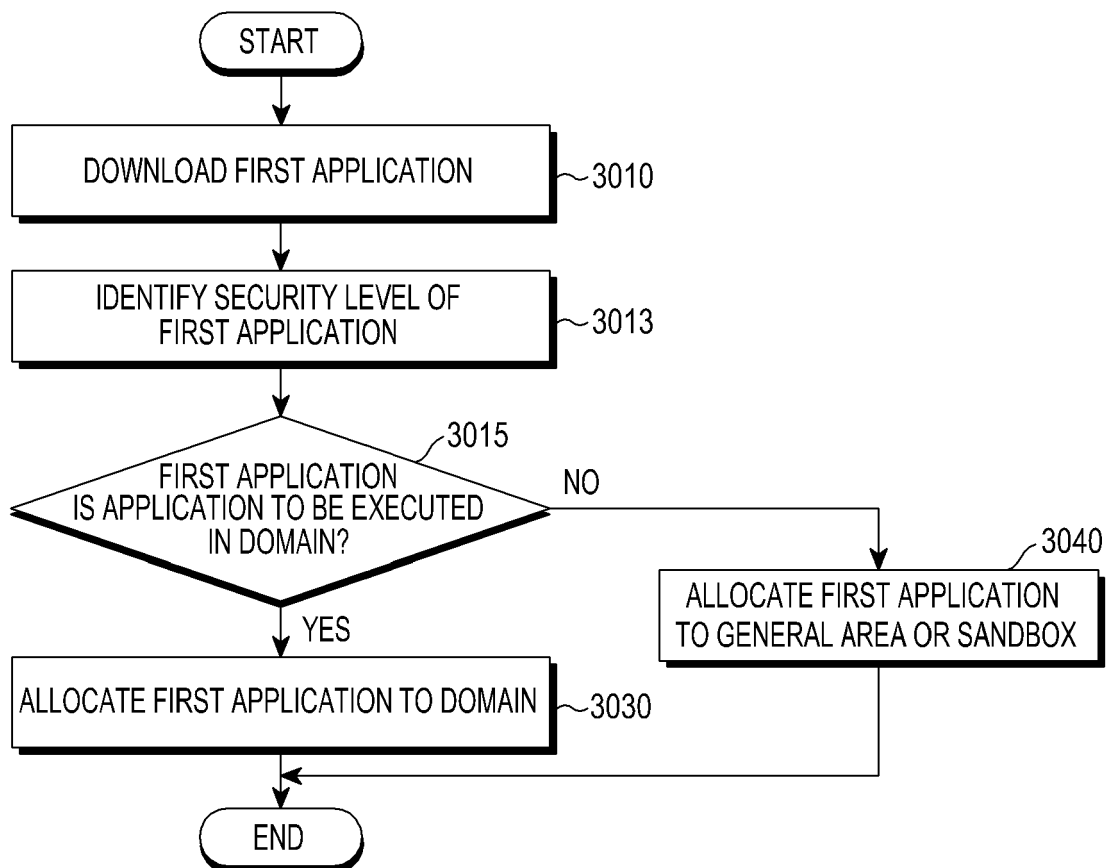 START
DOWNLOAD FIRST APPLICATION
3010
IDENTIFY SECURITY LEVEL OF
FIRST APPLICATION
3013
3015
FIRST APPLICATION
IS APPLICATION TO BE EXECUTED
IN DOMAIN?
NO
YES
3040
ALLOCATE FIRST APPLICATION
TO GENERAL AREA OR SANDBOX
ALLOCATE FIRST APPLICATION TO DOMAIN
3030
END